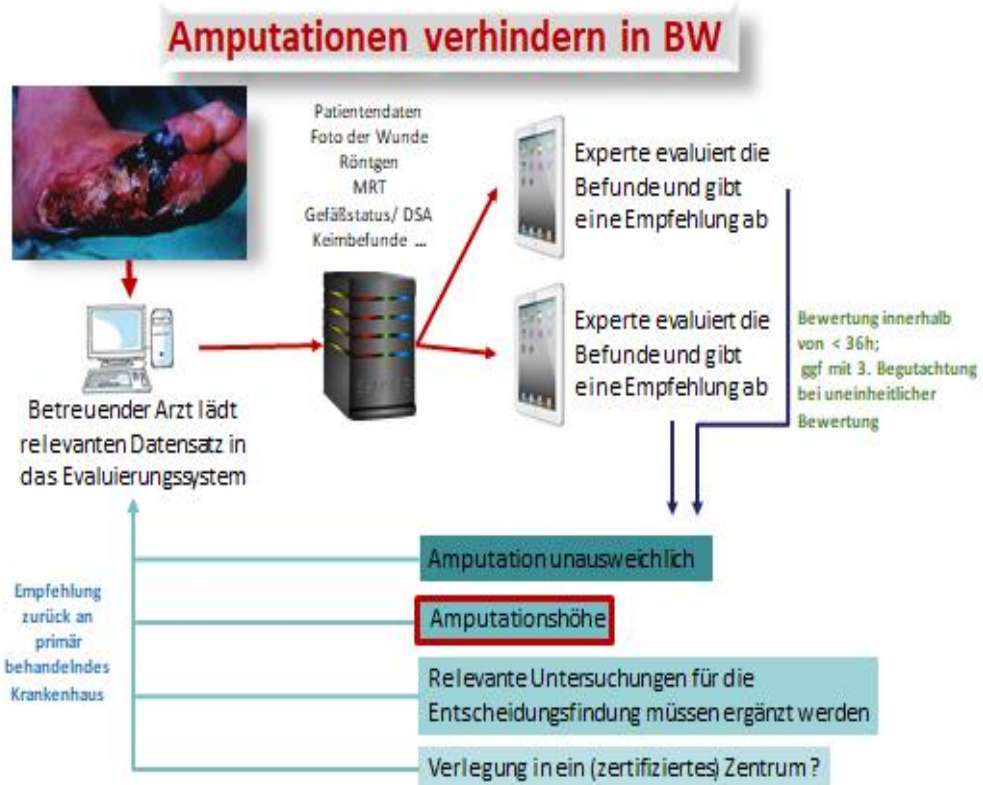 Amputationen verhindern in BW
Patientendaten
Foto der Wunde
Röntgen
MRT
Gefäßstatus/ DSA
Keimbefunde ...
Experte evaluiert die
Befunde und gibt
eine Empfehlung ab
Experte evaluiert die
Befunde und gibt
eine Empfehlung ab
Bewertung innerhalb
von < 36h;
ggf mit 3. Begutachtung
bei uneinheitlicher
Bewertung
Betreuender Arzt lädt
relevanten Datensatz in
das Evaluierungssystem
Empfehlung
zurück an
primär
behandelndes
Krankenhaus
Amputation unausweichlich
Amputationshöhe
Relevante Untersuchungen für die
Entscheidungsfindung müssen ergänzt werden
Verlegung in ein (zertifiziertes) Zentrum ?